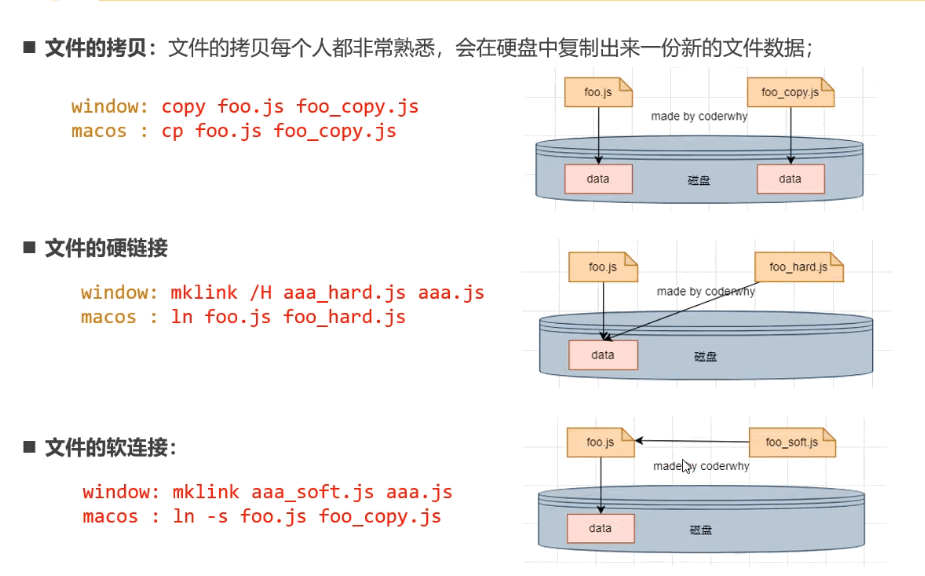 ■ 文件的拷贝：文件的拷贝每个人都非常熟悉，会在硬盘中复制出来一份新的文件数据；
window: copy foo.js foo_copy.js
macos : cp foo.js foo_copy.js
foo.js
foo_copy.js
made by coderwhy
data
磁盘
data
■ 文件的硬链接
window: mklink /H aaa_hard.js aaa.js
macos : ln foo.js foo_hard.js
foo.js
foo_hard.js
made by coderwhy
data
磁盘
■ 文件的软连接：
window: mklink aaa_soft.js aaa.js
macos : ln -s foo.js foo_copy.js
foo.js
foo_soft.js
made by coderwhy
data
磁盘